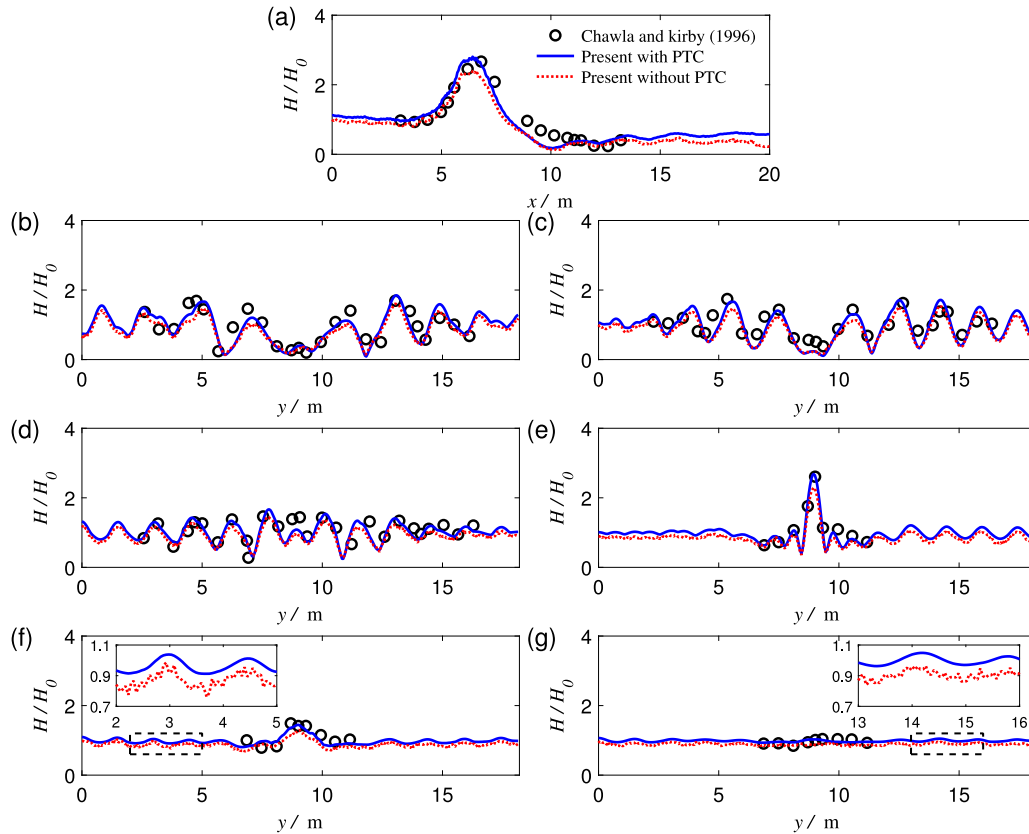 (a)
4
2
0
H/H0
Chawla and kirby (1996)
Present with PTC
Present without PTC
0 5 10 15 20
x/ m
(b)
4
2
0
H/H0
0 5 10 15
y/ m
(c)
4
2
0
H/H0
0 5 10 15
y/ m
(d)
4
2
0
H/H0
0 5 10 15
y/ m
(e)
4
2
0
H/H0
0 5 10 15
y/ m
(f)
4
2
0
H/H0
1.1
0.9
0.7
2 3 4 5
0 5 10 15
y/ m
(g)
4
2
0
H/H0
1.1
0.9
0.7
13 14 15 16
0 5 10 15
y/ m